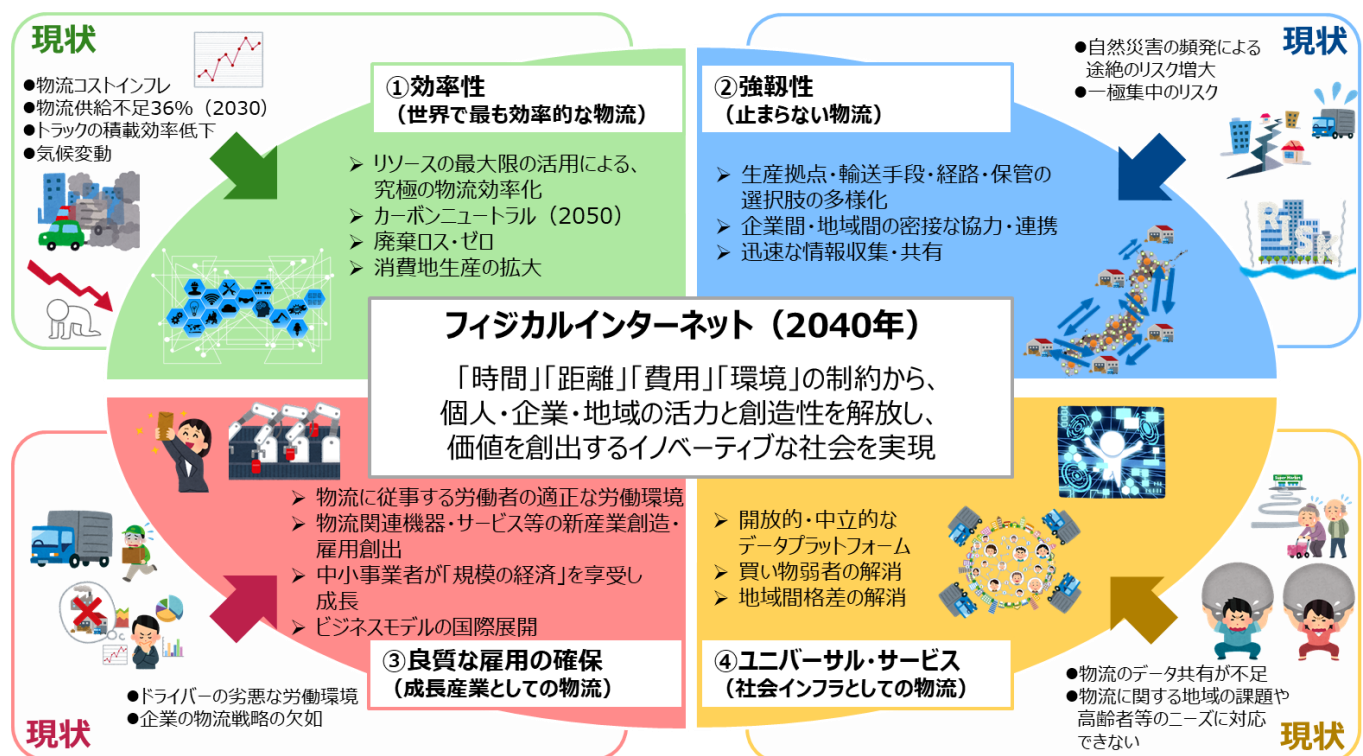 現状
●物流コストインフレ
●物流供給不足36%（2030）
●トラックの積載効率低下
●気候変動
①効率性
（世界で最も効率的な物流）
➢ リソースの最大限の活用による、
究極の物流効率化
➢ カーボンニュートラル（2050）
➢ 廃棄ロス・ゼロ
➢ 消費地生産の拡大
②強靭性
（止まらない物流）
➢ 生産拠点・輸送手段・経路・保管の
選択肢の多様化
➢ 企業間・地域間の密接な協力・連携
➢ 迅速な情報収集・共有
現状
●自然災害の頻発による
途絶のリスク増大
●一極集中のリスク
RISK
フィジカルインターネット（2040年）
「時間」「距離」「費用」「環境」の制約から、
個人・企業・地域の活力と創造性を解放し、
価値を創出するイノベーティブな社会を実現
➢ 物流に従事する労働者の適正な労働環境
➢ 物流関連機器・サービス等の新産業創造・
雇用創出
➢ 中小事業者が「規模の経済」を享受し
成長
➢ ビジネスモデルの国際展開
③良質な雇用の確保
（成長産業としての物流）
●ドライバーの劣悪な労働環境
●企業の物流戦略の欠如
現状
➢ 開放的・中立的な
データプラットフォーム
➢ 買い物弱者の解消
➢ 地域間格差の解消
④ユニバーサル・サービス
（社会インフラとしての物流）
●物流のデータ共有が不足
●物流に関する地域の課題や
高齢者等のニーズに対応
できない
現状